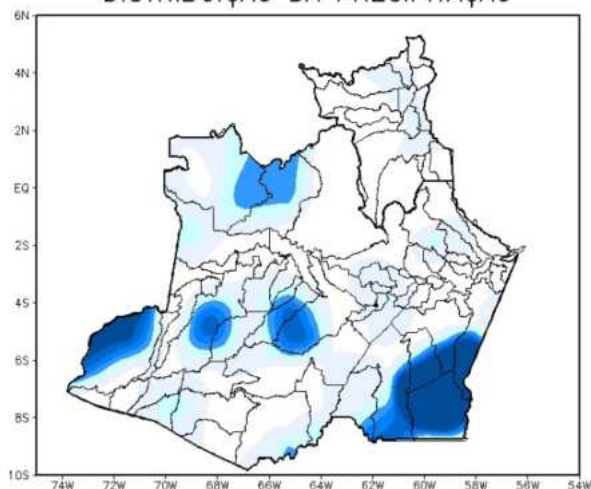 DISTRIBUIÇÃO DA PRECIPITAÇÃO
6N
4N
2N
EQ
2S
4S
6S
8S
10S
74W 72W 70W 68W 66W 64W 62W 60W 58W 56W 54W